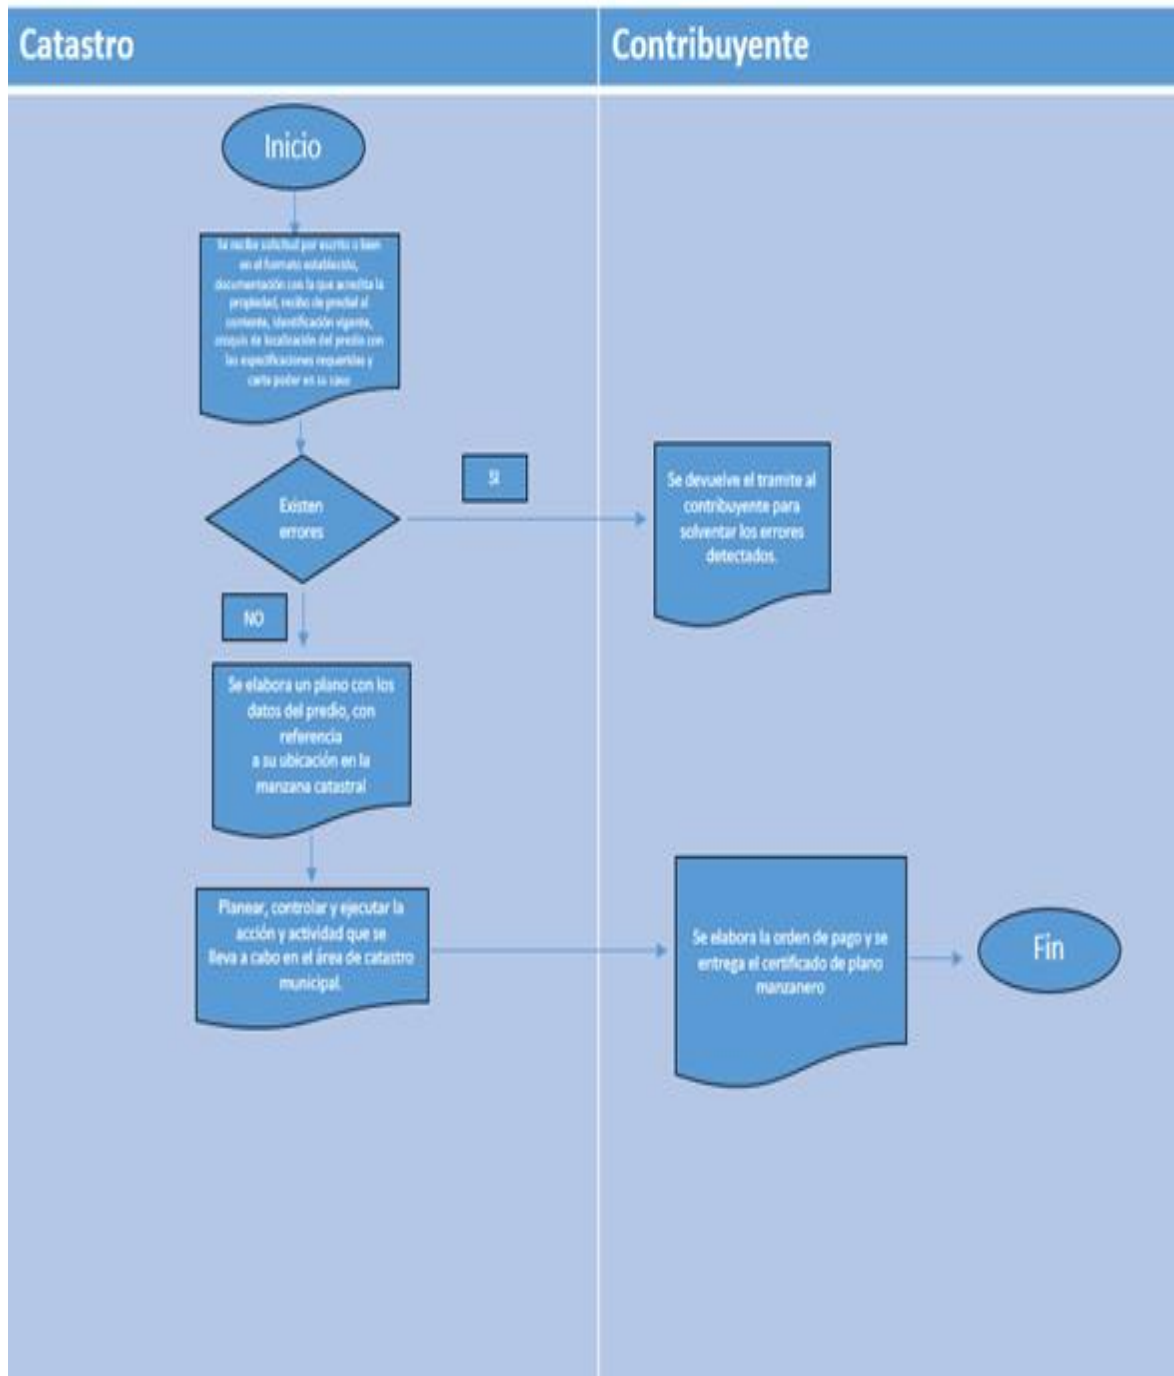 Catastro
Contribuyente
Inicio
Se recibe solicitud por escrito o bien
en el formato establecido,
documentación con la que acredita la
propiedad, recibo de predial al
corriente, identificación vigente,
croquis de localización del predio con
las especificaciones requeridas y
carta poder en su caso
Existen
errores
SI
Se devuelve el tramite al
contribuyente para
solventar los errores
detectados.
NO
Se elabora un plano con los
datos del predio, con
referencia
a su ubicación en la
manzana catastral
Planear, controlar y ejecutar la
acción y actividad que se
lleva a cabo en el área de catastro
municipal.
Se elabora la orden de pago y se
entrega el certificado de plano
manzanero
Fin